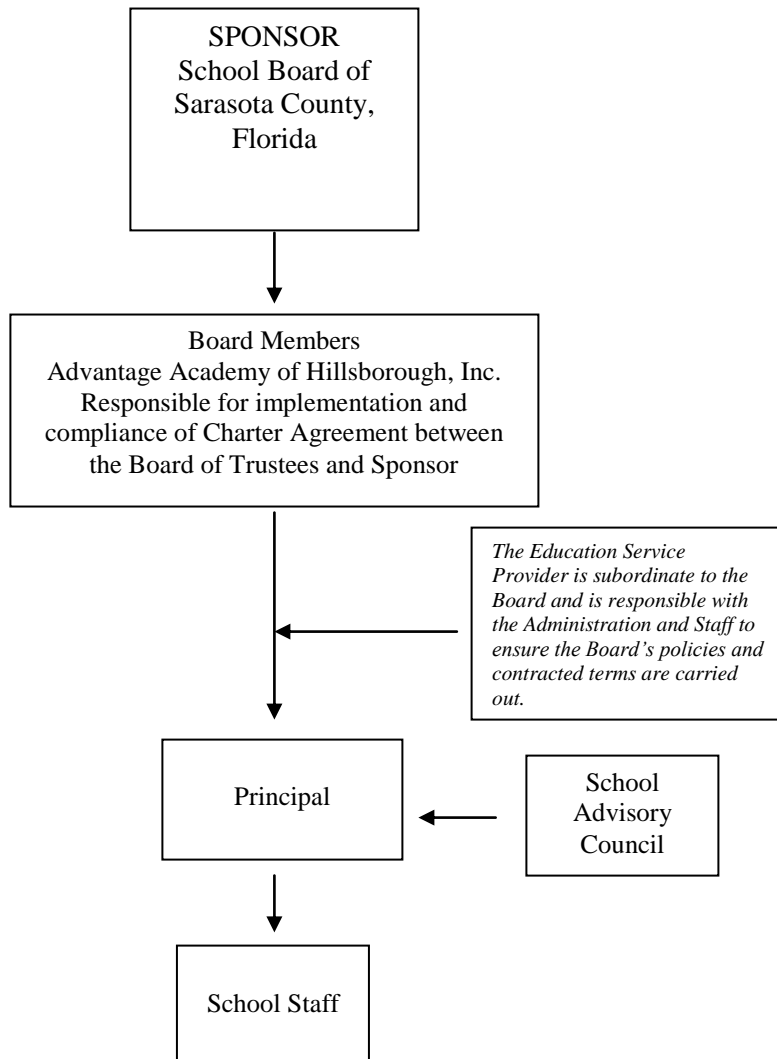 SPONSOR
School Board of
Sarasota County,
Florida
Board Members
Advantage Academy of Hillsborough, Inc.
Responsible for implementation and
compliance of Charter Agreement between
the Board of Trustees and Sponsor
The Education Service
Provider is subordinate to the
Board and is responsible with
the Administration and Staff to
ensure the Board’s policies and
contracted terms are carried
out.
Principal
School
Advisory
Council
School Staff